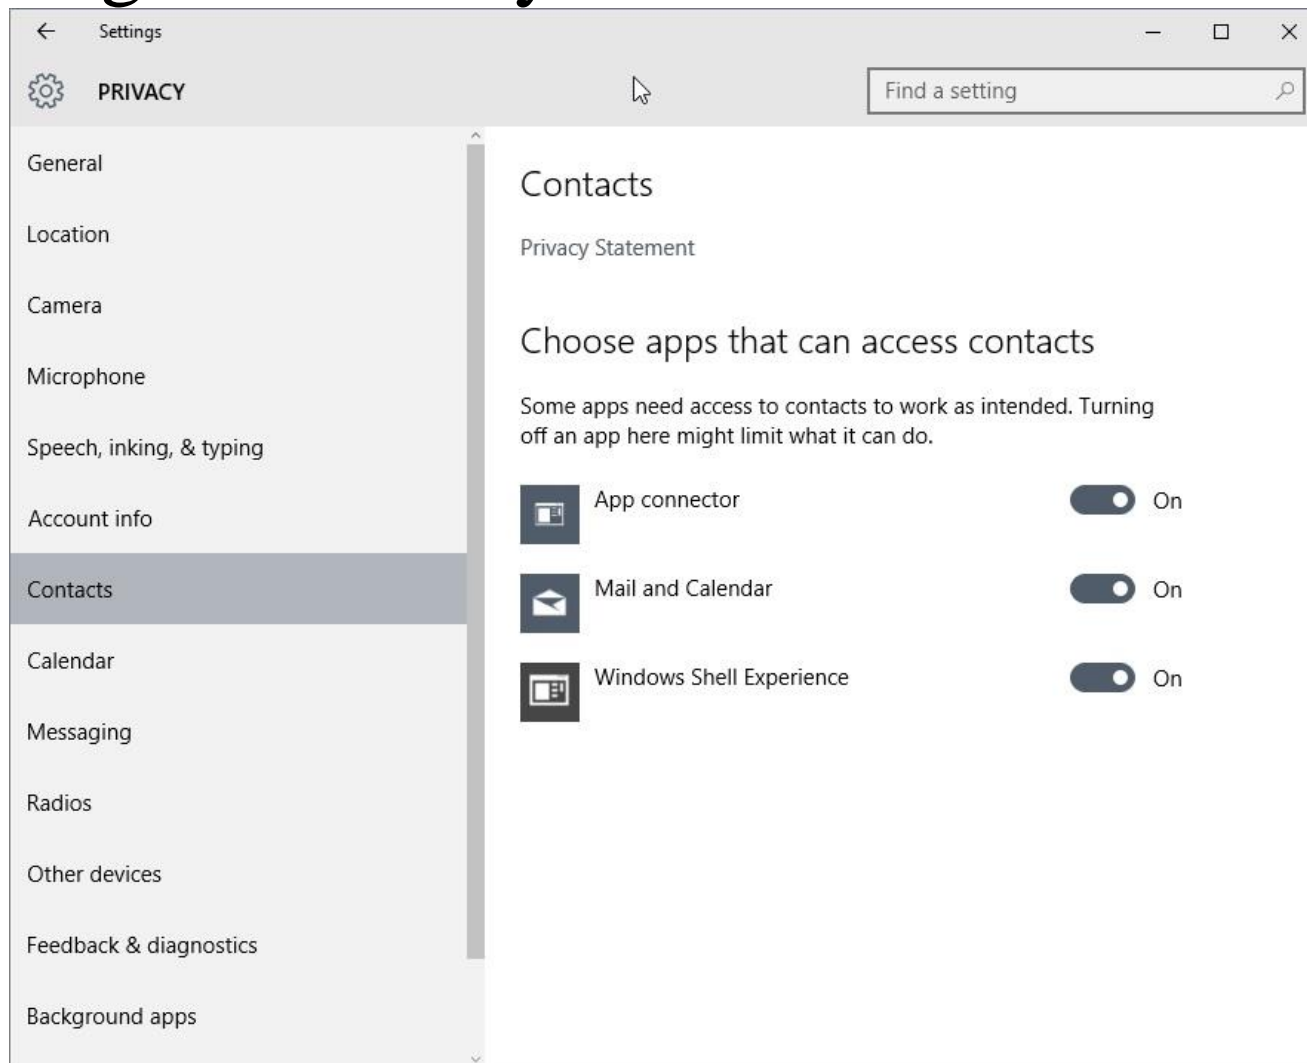 Settings
PRIVACY
Find a setting
General
Location
Camera
Microphone
Speech, inking, & typing
Account info
Contacts
Calendar
Messaging
Radios
Other devices
Feedback & diagnostics
Background apps
Contacts
Privacy Statement
Choose apps that can access contacts
Some apps need access to contacts to work as intended. Turning
off an app here might limit what it can do.
App connector On
Mail and Calendar On
Windows Shell Experience On